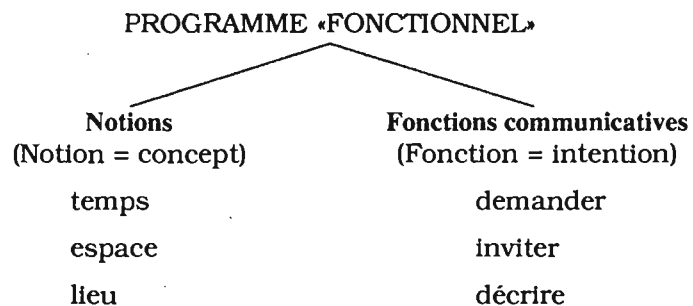 PROGRAMME «FONCTIONNEL»
Notions
(Notion = concept)
temps
espace
lieu
Fonctions communicatives
(Fonction = intention)
demander
inviter
décrire